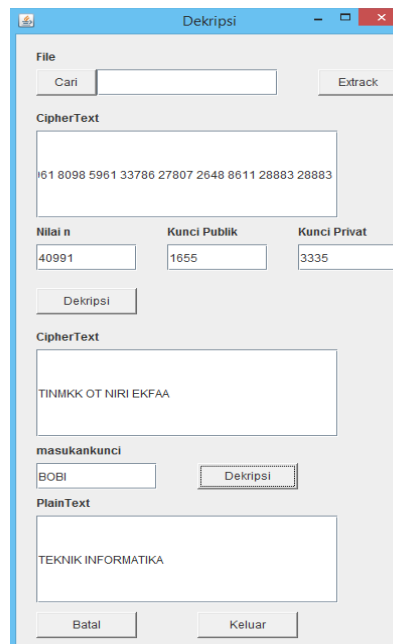 Dekripsi
File
Cari Extrack
CipherText
61 8098 5961 33786 27807 2648 8611 28883 28883
Nilai n Kunci Publik Kunci Privat
40991 1655 3335
Dekripsi
CipherText
TINMKK OT NIRI EKFAA
masukankunci
BOBI Dekripsi
PlainText
TEKNIK INFORMATIKA
Batal Keluar